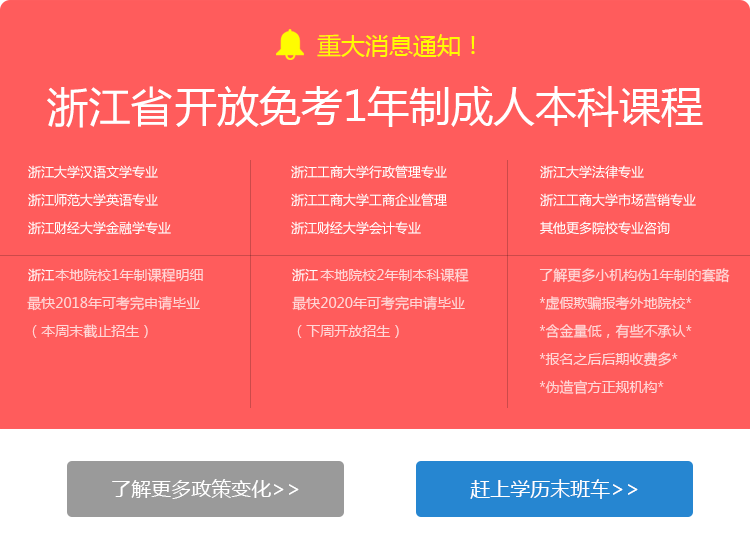 重大消息通知！
浙江省开放免考1年制成人本科课程
浙江大学汉语文学专业
浙江师范大学英语专业
浙江财经大学金融学专业
浙江工商大学行政管理专业
浙江工商大学工商企业管理
浙江财经大学会计专业
浙江大学法律专业
浙江工商大学市场营销专业
其他更多院校专业咨询
浙江本地院校1年制课程明细
最快2018年可考完申请毕业
（本周末截止招生）
浙江本地院校2年制本科课程
最快2020年可考完申请毕业
（下周开放招生）
了解更多小机构伪1年制的套路
*虚假欺骗报考外地院校*
*含金量低，有些不承认*
*报名之后后期收费多*
*伪造官方正规机构*
了解更多政策变化>>
赶上学历末班车>>